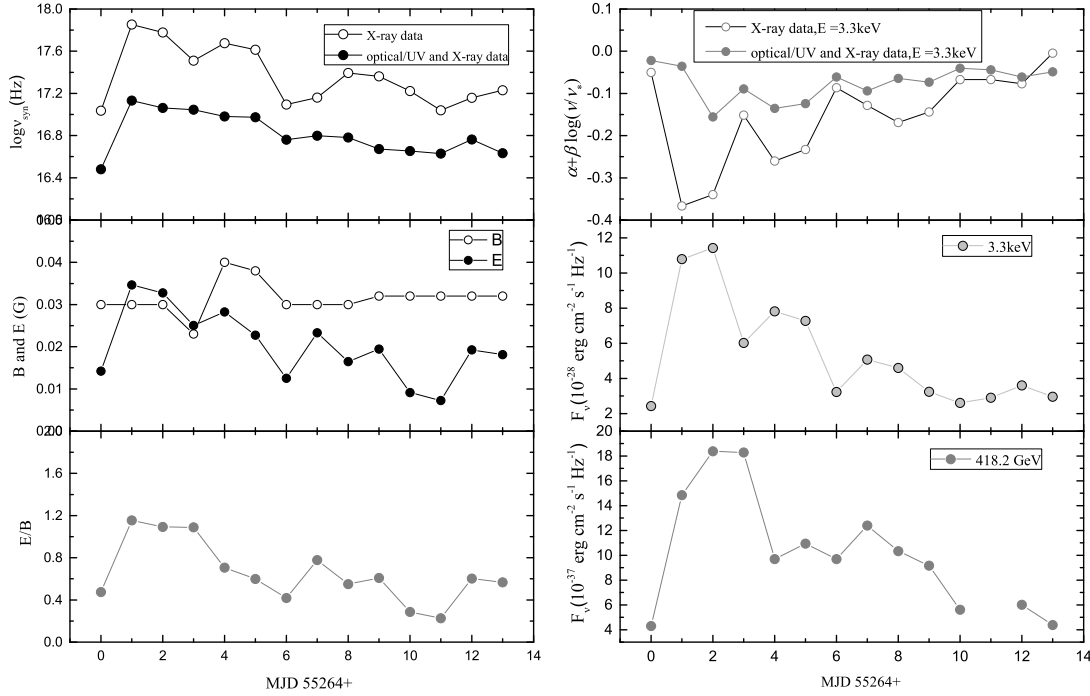 18.0
17.6
17.2
16.8
16.4
logν_syn(Hz)
X-ray data)
optical/UV and X-ray data)
0.04
0.03
0.02
0.01
B and E (G)
B
E
1.6
1.2
0.8
0.4
0.0
E/B
0 2 4 6 8 10 12 14
MJD 55264+
0.1
0.0
-0.1
-0.2
-0.3
-0.4
X-ray data,E =3.3keV
optical/UV and X-ray data,E =3.3keV
12
10
8
6
4
2
F_ν(10^-28 erg cm^-2 s^-1 Hz^-1)
3.3keV
20
18
16
14
12
10
8
6
4
F_ν(10^-37 erg cm^-2 s^-1 Hz^-1)
418.2 GeV
0 2 4 6 8 10 12 14
MJD 55264+